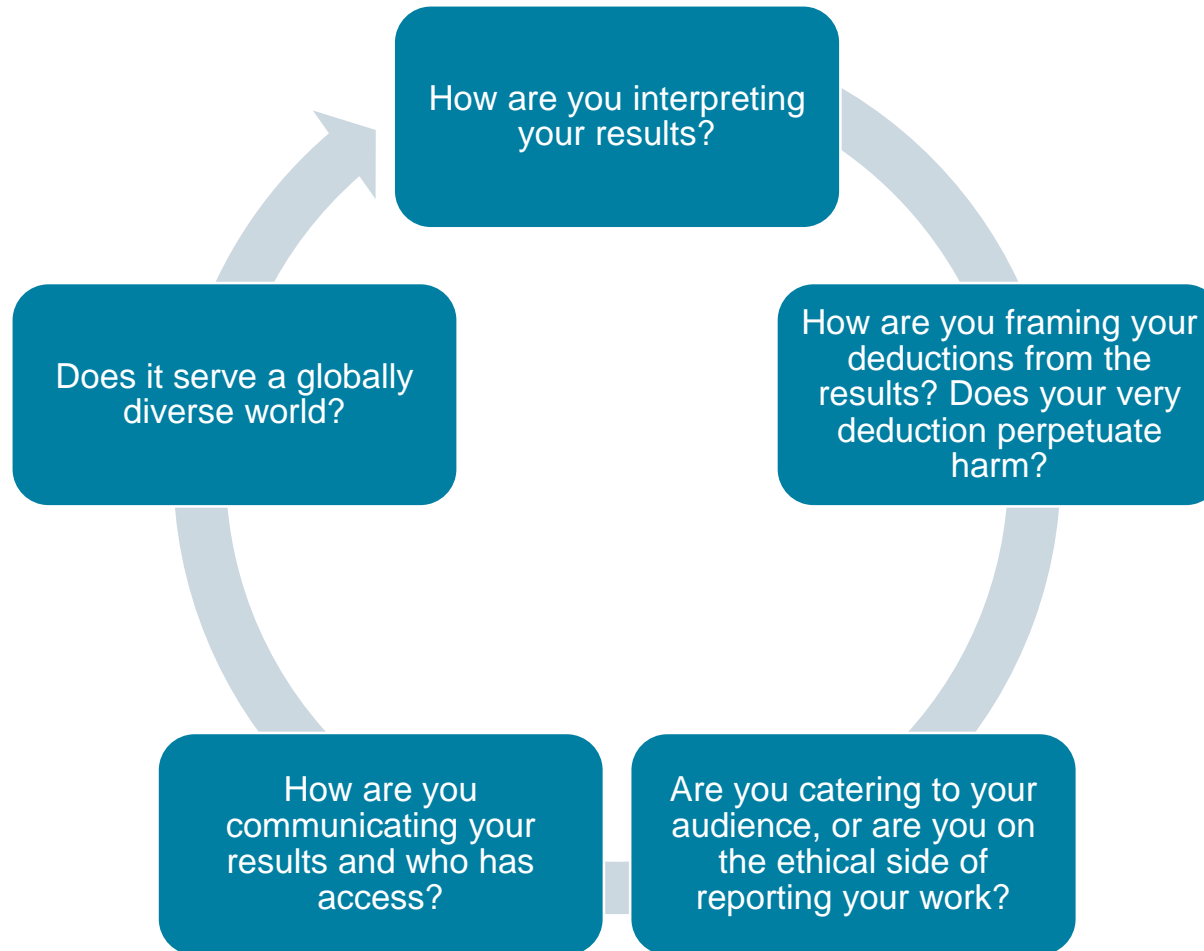 How are you interpreting
your results?
How are you framing your
deductions from the
results? Does your very
deduction perpetuate
harm?
Are you catering to your
audience, or are you on
the ethical side of
reporting your work?
How are you
communicating your
results and who has
access?
Does it serve a globally
diverse world?